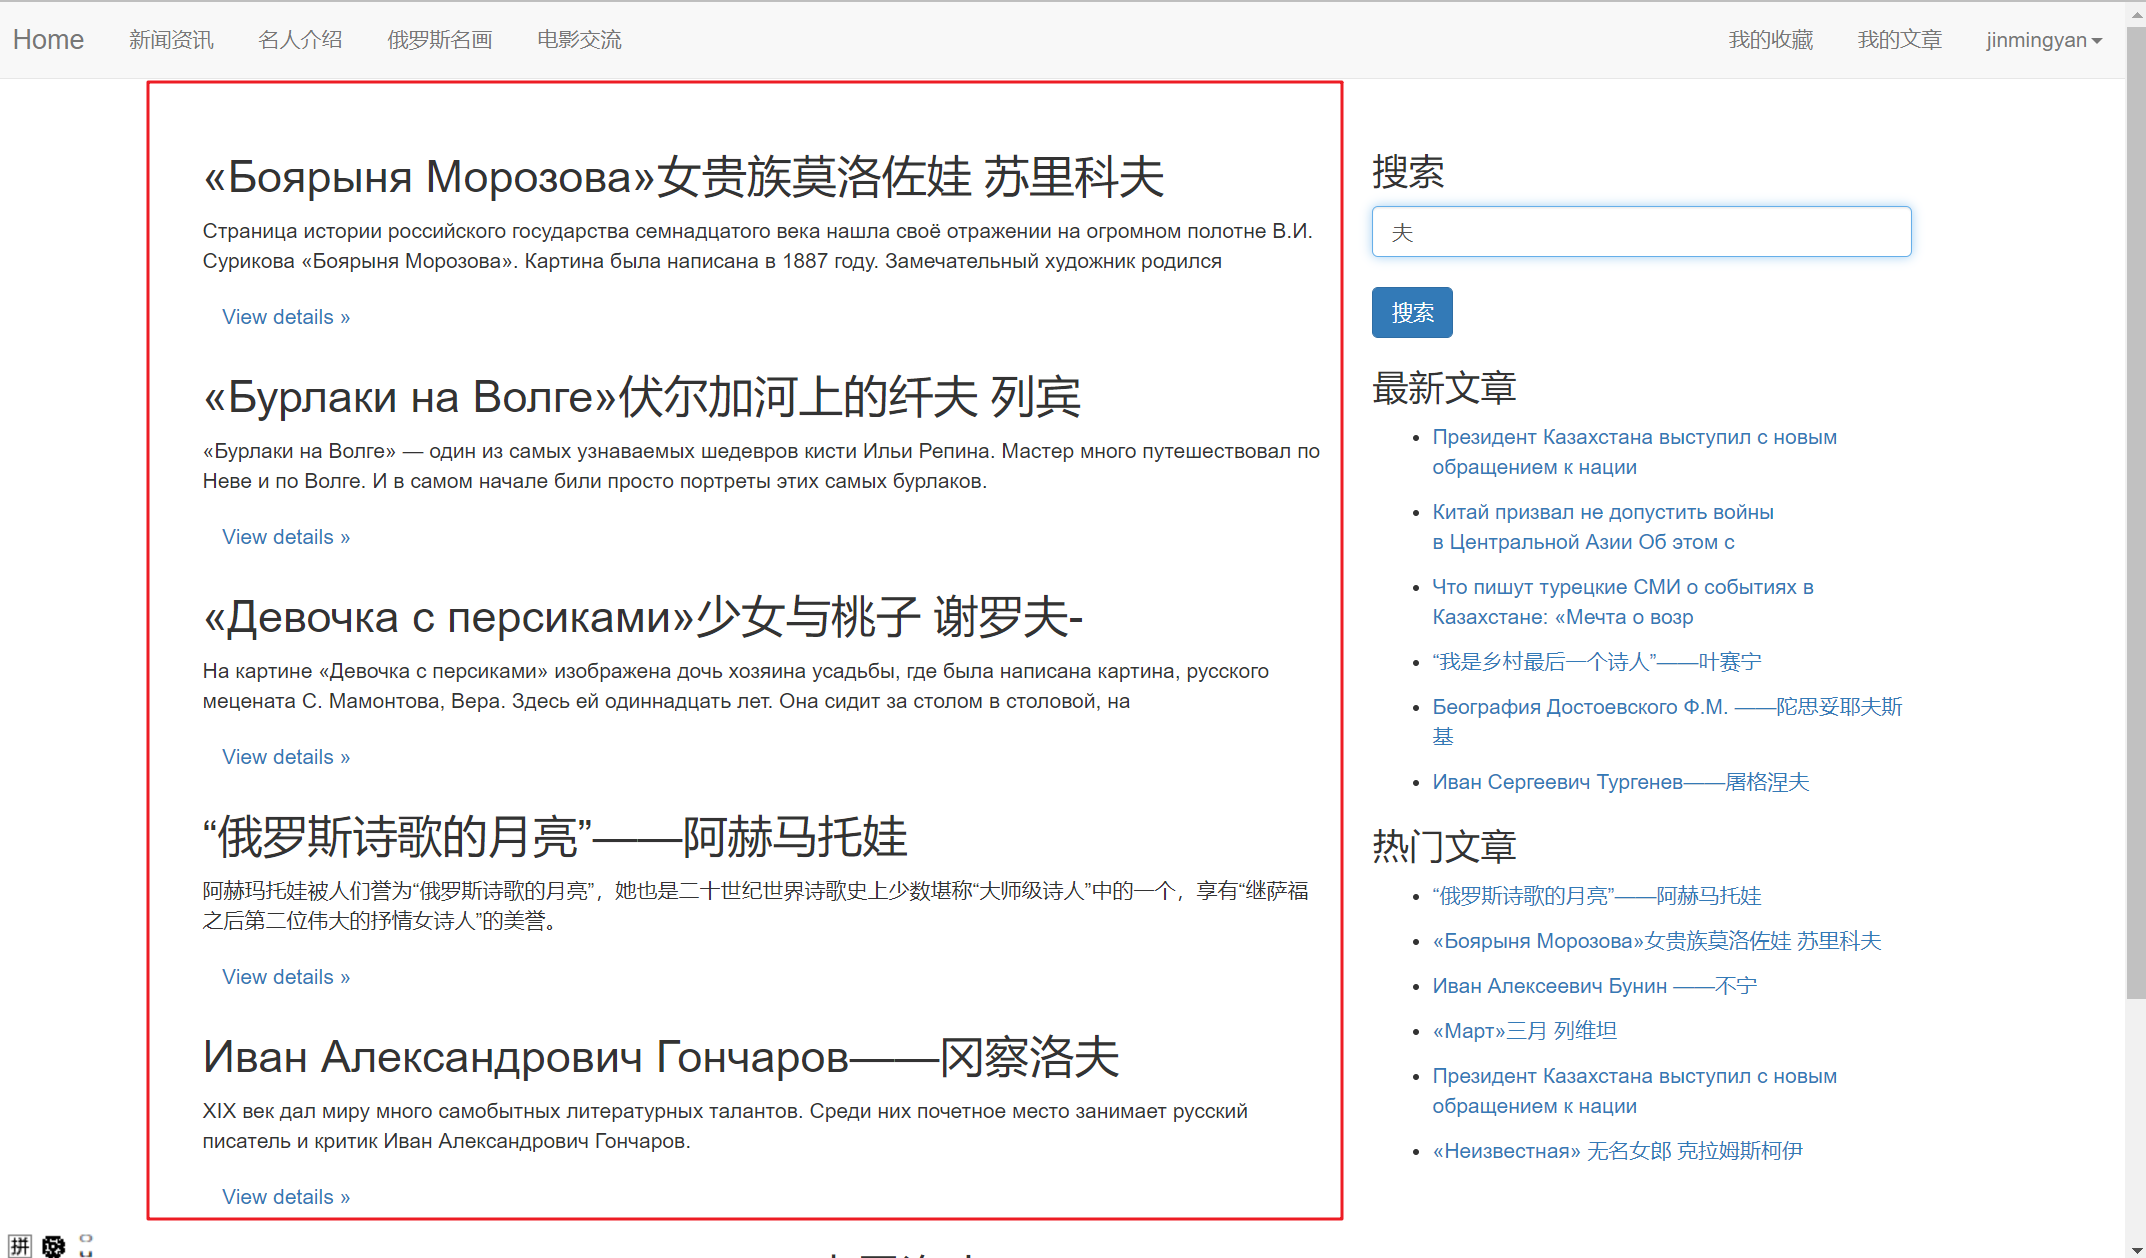 Home 新闻资讯 名人介绍 俄罗斯名画 电影交流 我的收藏 我的文章 jinmingyan
«Боярыня Морозова»女贵族莫洛佐娃 苏里科夫
Страница истории российского государства семнадцатого века нашла своё отражении на огромном полотне В.И.
Сурикова «Боярыня Морозова». Картина была написана в 1887 году. Замечательный художник родился
View details »
«Бурлаки на Волге»伏尔加河上的纤夫 列宾
«Бурлаки на Волге» — один из самых узнаваемых шедевров кисти Ильи Репина. Мастер много путешествовал по
Неве и по Волге. И в самом начале били просто портреты этих самых бурлаков.
View details »
«Девочка с персиками»少女与桃子 谢罗夫-
На картине «Девочка с персиками» изображена дочь хозяина усадьбы, где была написана картина, русского
мецената С. Мамонтова, Вера. Здесь ей одиннадцать лет. Она сидит за столом в столовой, на
View details »
“俄罗斯诗歌的月亮”——阿赫马托娃
阿赫玛托娃被人们誉为“俄罗斯诗歌的月亮”，她也是二十世纪世界诗歌史上少数堪称“大师级诗人”中的一个，享有“继萨福
之后第二位伟大的抒情女诗人”的美誉。
View details »
Иван Александрович Гончаров——冈察洛夫
XIX век дал миру много самобытных литературных талантов. Среди них почетное место занимает русский
писатель и критик Иван Александрович Гончаров.
View details »
搜索
夫
搜索
最新文章
Президент Казахстана выступил с новым
обращением к нации
Китай призвал не допустить войны
в Центральной Азии Об этом с
Что пишут турецкие СМИ о событиях в
Казахстане: «Мечта о возр
“我是乡村最后一个诗人”——叶赛宁
Беография Достоевского Ф.М. ——陀思妥耶夫斯
基
Иван Сергеевич Тургенев——屠格涅夫
热门文章
“俄罗斯诗歌的月亮”——阿赫马托娃
«Боярыня Морозова»女贵族莫洛佐娃 苏里科夫
Иван Алексеевич Бунин ——不宁
«Март»三月 列维坦
Президент Казахстана выступил с новым
обращением к нации
«Неизвестная» 无名女郎 克拉姆斯柯伊
拼